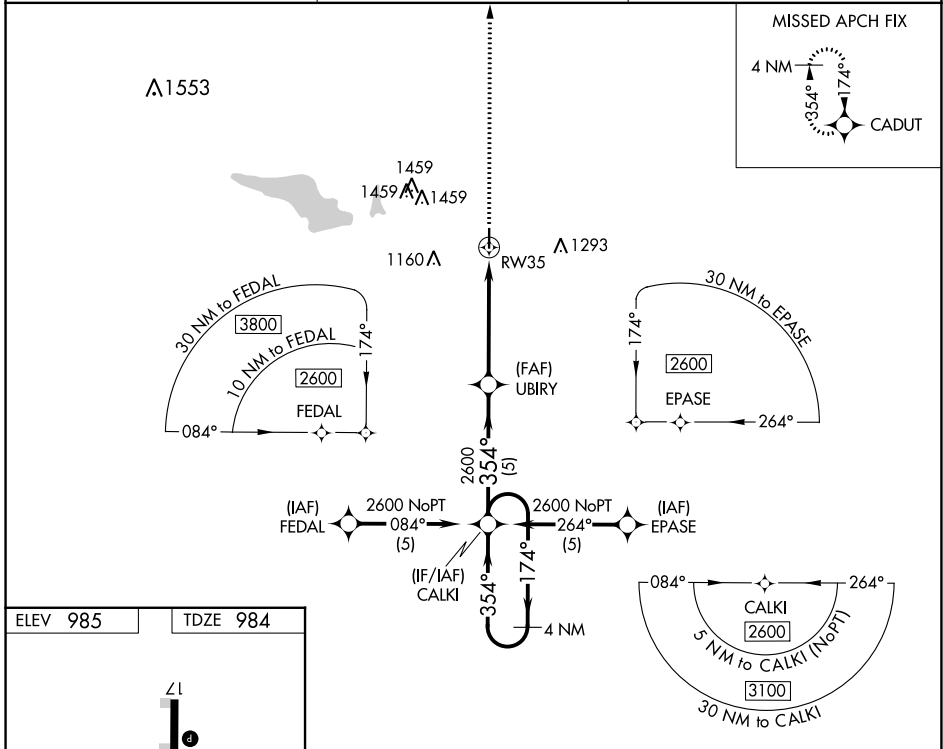 MISSED APCH FIX
4 NM
354°
174°
CADUT
1553
1459
1459
1459
1160
RW35
1293
30 NM to FEDAL
3800
10 NM to FEDAL
2600
FEDAL
174°
084°
(FAF)
UBIRY
30 NM to EPASE
174°
2600
EPASE
264°
2600
354°
(5)
(IAF)
FEDAL
2600 NoPT
084°
(5)
2600 NoPT
264°
(5)
(IAF)
EPASE
(IF/IAF)
CALKI
354°
174°
4 NM
084°
264°
CALKI
2600
5 NM to CALKI (NoPT)
3100
30 NM to CALKI
ELEV 985
TDZE 984
17
P